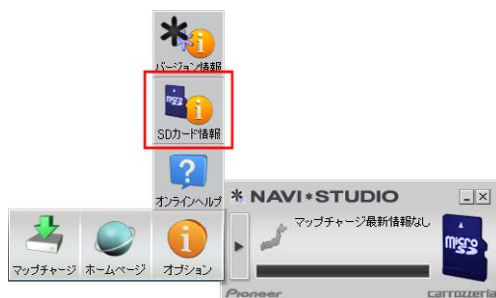 バージョン情報
micro
SDカード情報
オンラインヘルプ
NAVI*STUDIO
マップチャージ最新情報なし
micro
マップチャージ
ホームページ
オプション
Pioneer
carrozzeria